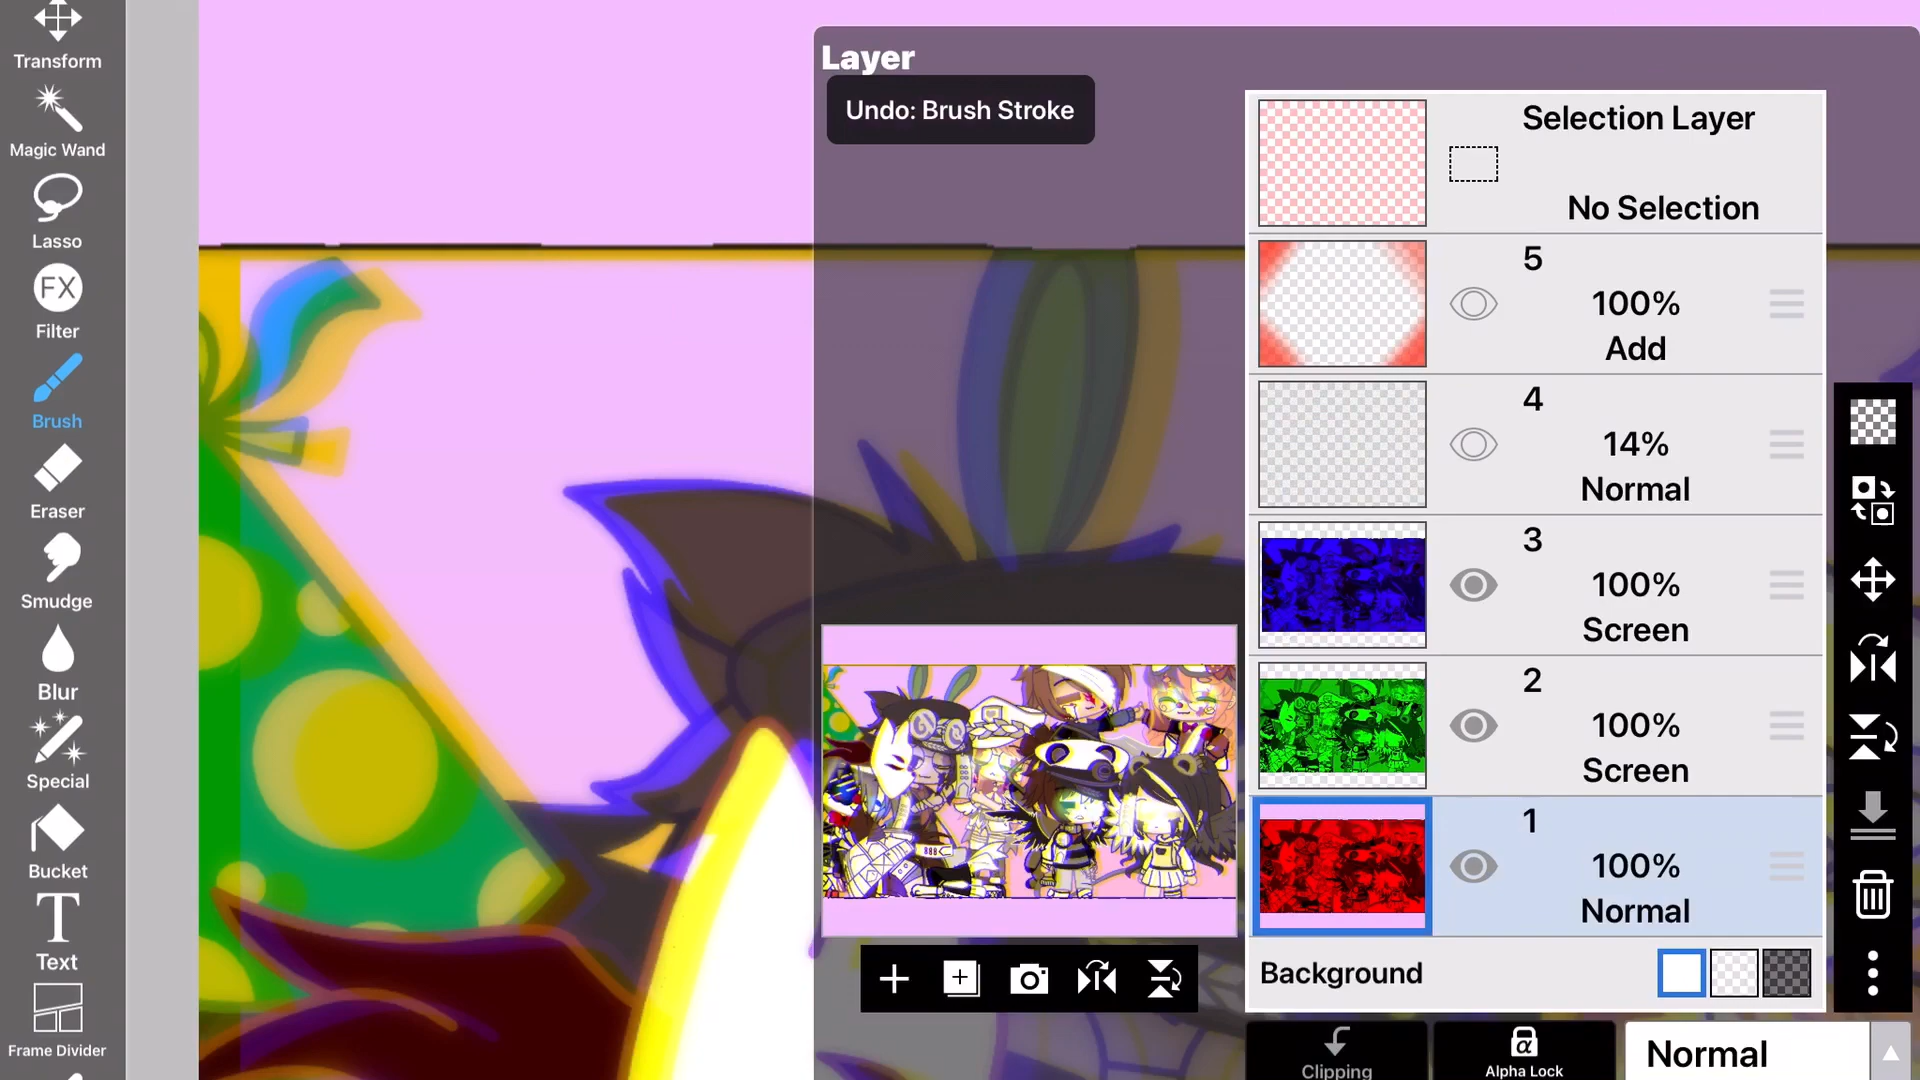 Transform
Magic Wand
Lasso
FX
Filter
Brush
Eraser
Smudge
Blur
Special
Bucket
T
Text
Frame Divider
Layer
Undo: Brush Stroke
Selection Layer
No Selection
5
100%
Add
4
14%
Normal
3
100%
Screen
2
100%
Screen
1
100%
Normal
Background
Clipping
α
Alpha Lock
Normal